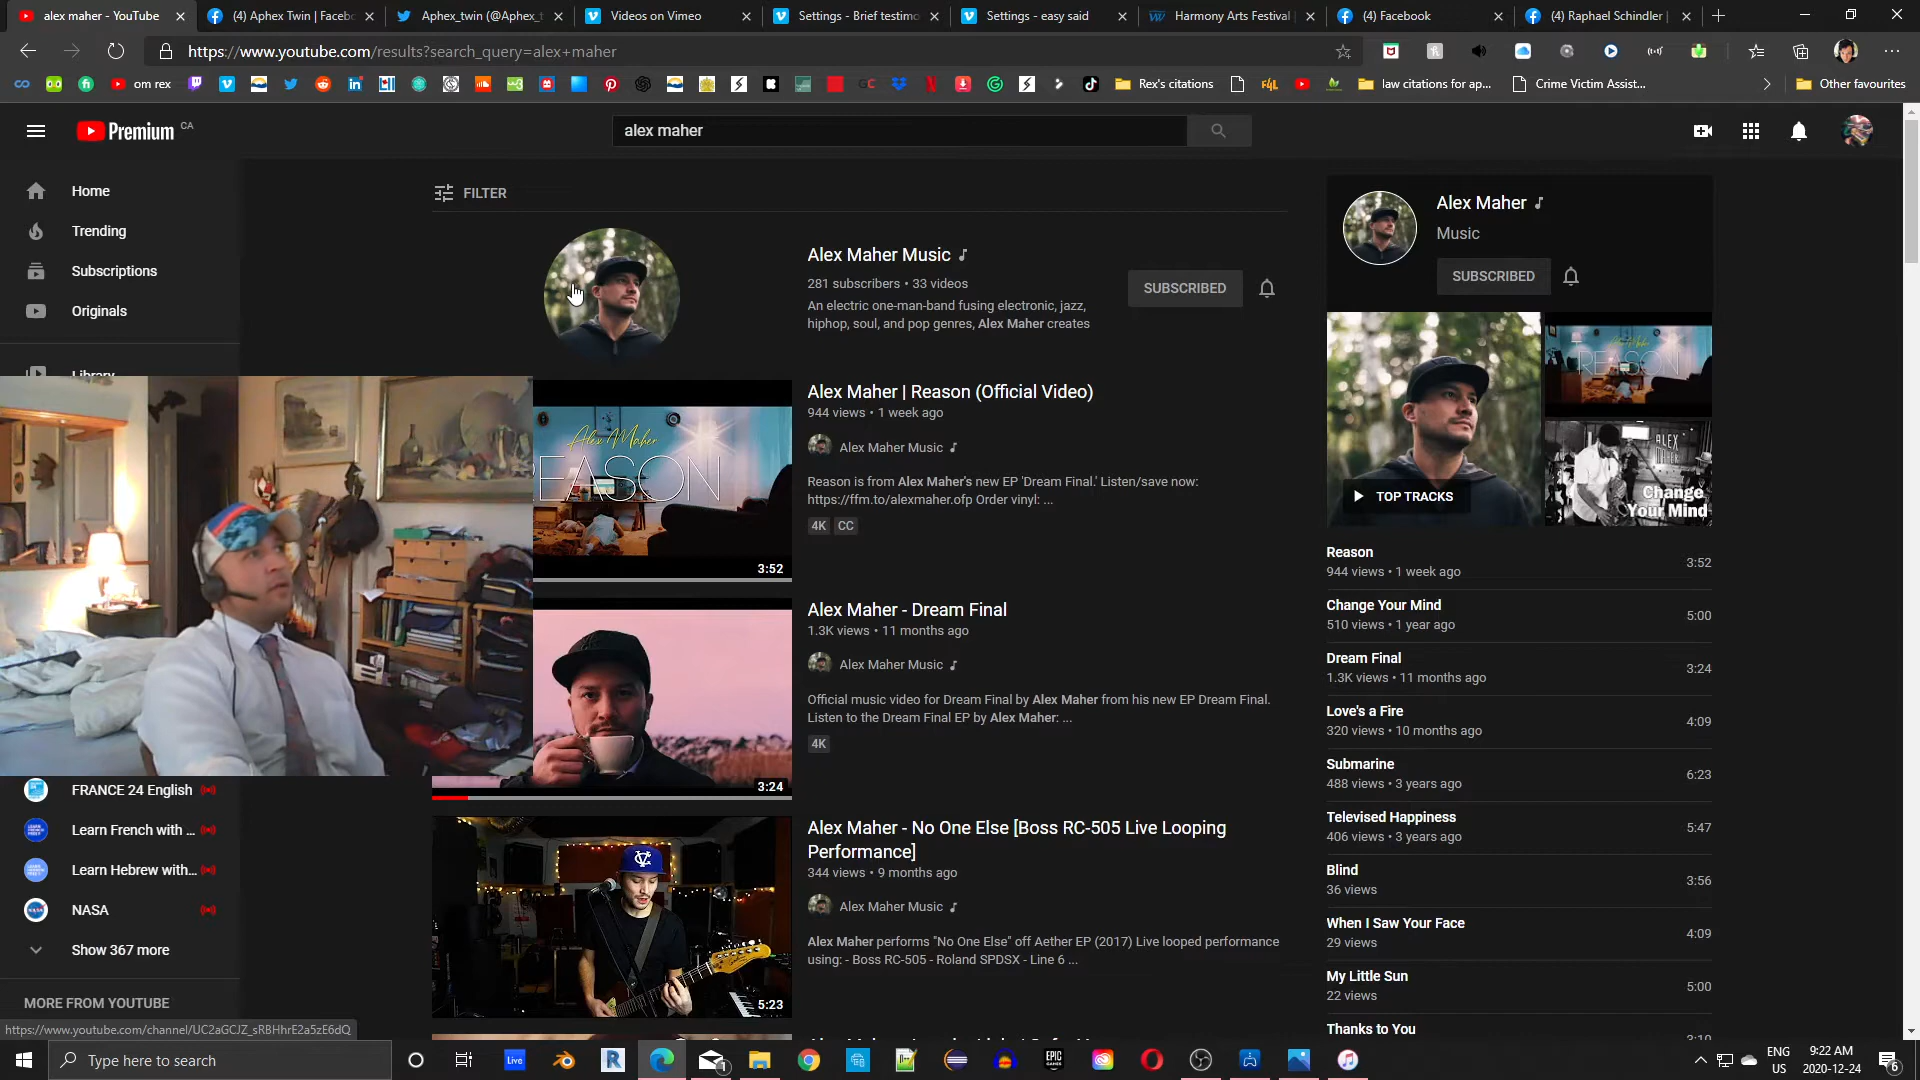 alex maher - YouTube
(4) Aphex Twin | Faceb
Aphex_twin (@Aphex_t
Videos on Vimeo
Settings - Brief testimo
Settings - easy said
Harmony Arts Festival
(4) Facebook
(4) Raphael Schindler |
https://www.youtube.com/results?search_query=alex+maher
om rex
Rex's citations
law citations for ap...
Crime Victim Assist...
Other favourites
Premium CA
alex maher
Home
Trending
Subscriptions
Originals
Library
FRANCE 24 English
Learn French with ...
Learn Hebrew with...
NASA
Show 367 more
MORE FROM YOUTUBE
https://www.youtube.com/channel/UC2aGCJZ_sRBHhrE2a5zE6dQ
FILTER
Alex Maher Music
281 subscribers • 33 videos
An electric one-man-band fusing electronic, jazz,
hiphop, soul, and pop genres, Alex Maher creates
SUBSCRIBED
Alex Maher
REASON
3:52
Alex Maher | Reason (Official Video)
944 views • 1 week ago
Alex Maher Music
Reason is from Alex Maher's new EP 'Dream Final.' Listen/save now:
https://ffm.to/alexmaher.ofp Order vinyl: ...
4K CC
3:24
Alex Maher - Dream Final
1.3K views • 11 months ago
Alex Maher Music
Official music video for Dream Final by Alex Maher from his new EP Dream Final.
Listen to the Dream Final EP by Alex Maher: ...
4K
5:23
Alex Maher - No One Else [Boss RC-505 Live Looping
Performance]
344 views • 9 months ago
Alex Maher Music
Alex Maher performs "No One Else" off Aether EP (2017) Live looped performance
using: - Boss RC-505 - Roland SPDSX - Line 6 ...
Alex Maher
Music
SUBSCRIBED
TOP TRACKS
REASON
ALEX
Change
Your Mind
Reason
944 views • 1 week ago
3:52
Change Your Mind
510 views • 1 year ago
5:00
Dream Final
1.3K views • 11 months ago
3:24
Love's a Fire
320 views • 10 months ago
4:09
Submarine
488 views • 3 years ago
6:23
Televised Happiness
406 views • 3 years ago
5:47
Blind
36 views
3:56
When I Saw Your Face
29 views
4:09
My Little Sun
22 views
5:00
Thanks to You
Type here to search
Live
EPIC
GAMES
ENG
US
9:22 AM
2020-12-24
6